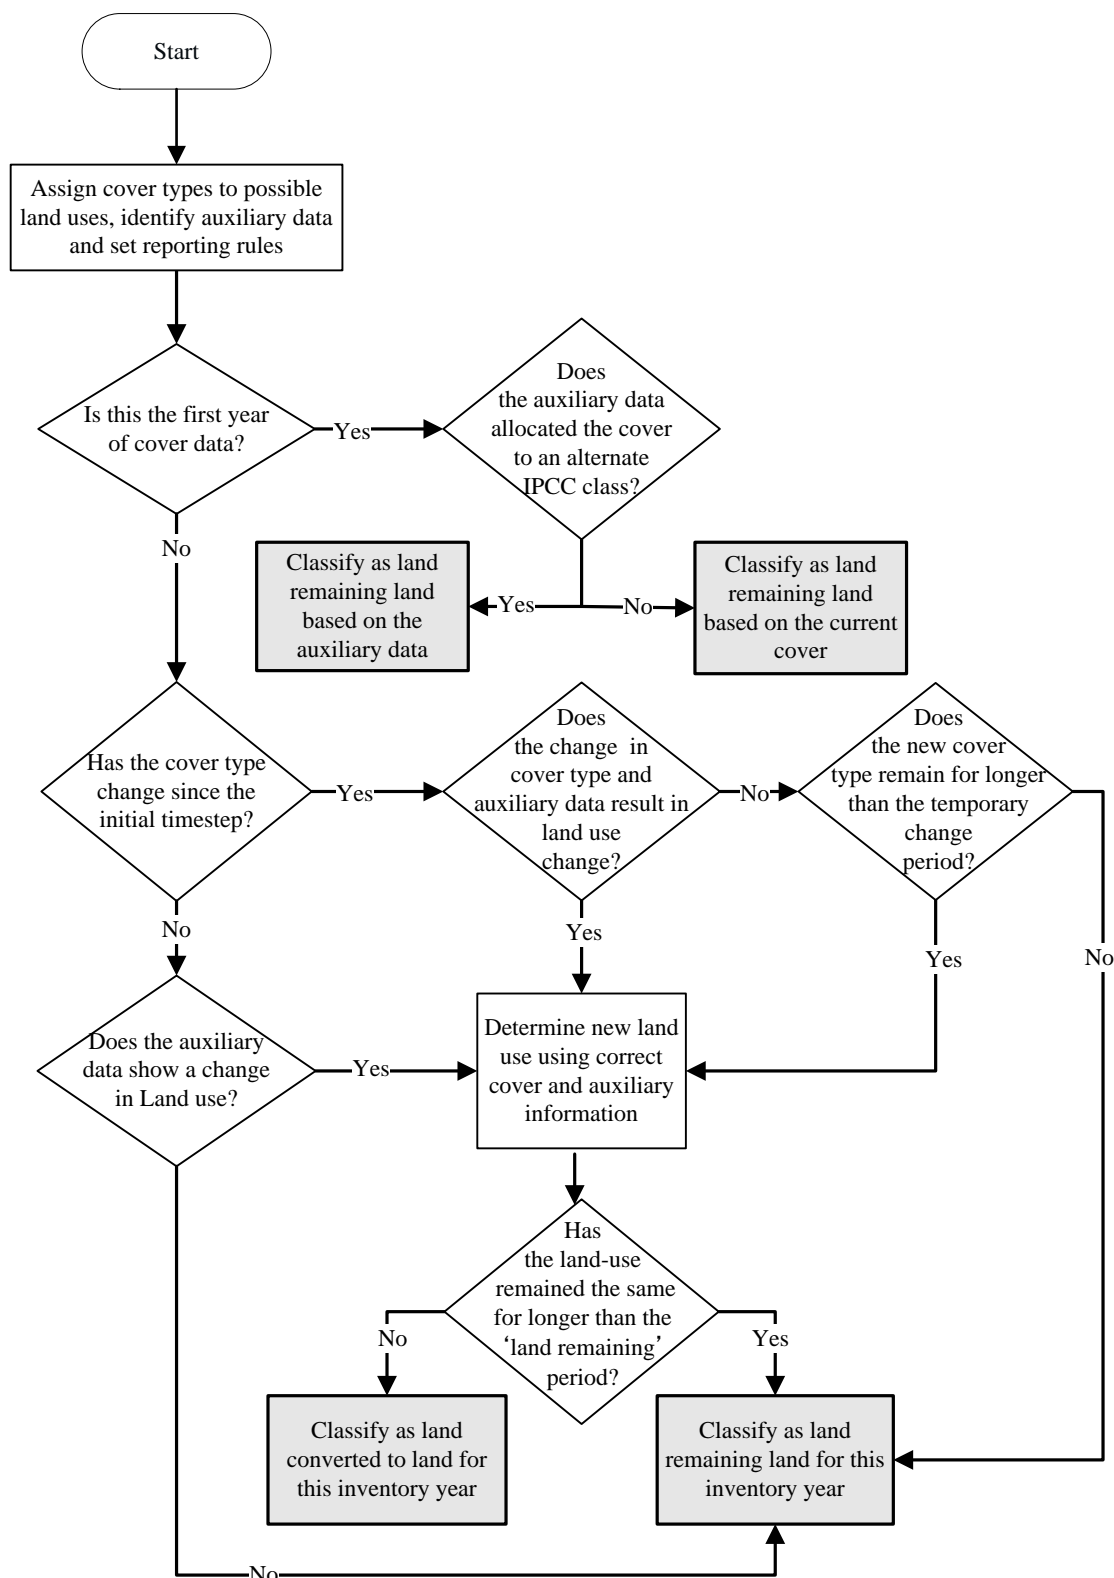 Start
Assign cover types to possible
land uses, identify auxiliary data
and set reporting rules
Is this the first year
of cover data?
Yes
Does
the auxiliary data
allocated the cover
to an alternate
IPCC class?
No
Classify as land
remaining land
based on the
auxiliary data
Yes
No
Classify as land
remaining land
based on the current
cover
Has the cover type
change since the
initial timestep?
Yes
Does
the change in
cover type and
auxiliary data result in
land use
change?
No
Does
the new cover
type remain for longer
than the temporary
change
period?
No
Yes
Yes
No
Does the auxiliary
data show a change
in Land use?
Yes
Determine new land
use using correct
cover and auxiliary
information
Has
the land-use
remained the same
for longer than the
‘land remaining’
period?
No
Yes
Classify as land
converted to land for
this inventory year
Classify as land
remaining land for this
inventory year
No